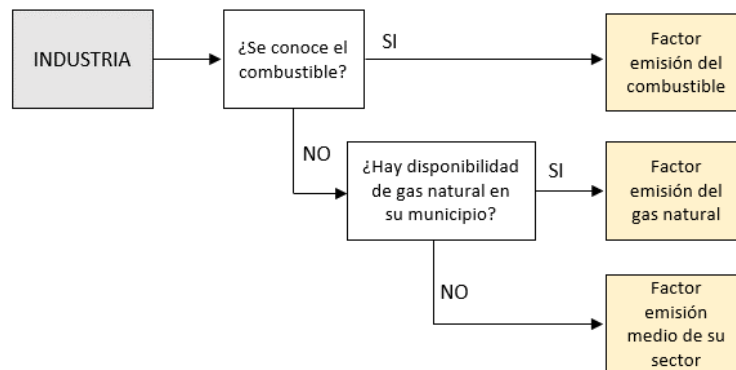 INDUSTRIA
¿Se conoce el
combustible?
SI
Factor
emisión del
combustible
NO
¿Hay disponibilidad
de gas natural en
su municipio?
SI
Factor
emisión del
gas natural
NO
Factor
emisión
medio de su
sector